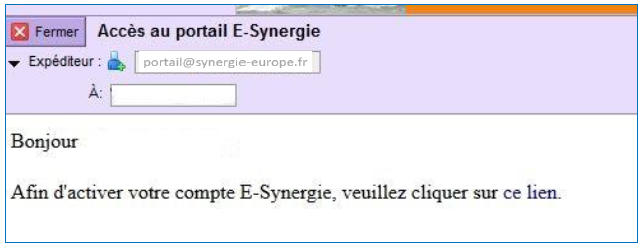 Fermer Accès au portail E-Synergie
Expéditeur : portail@synergie-europe.fr
À:
Bonjour
Afin d'activer votre compte E-Synergie, veuillez cliquer sur ce lien.